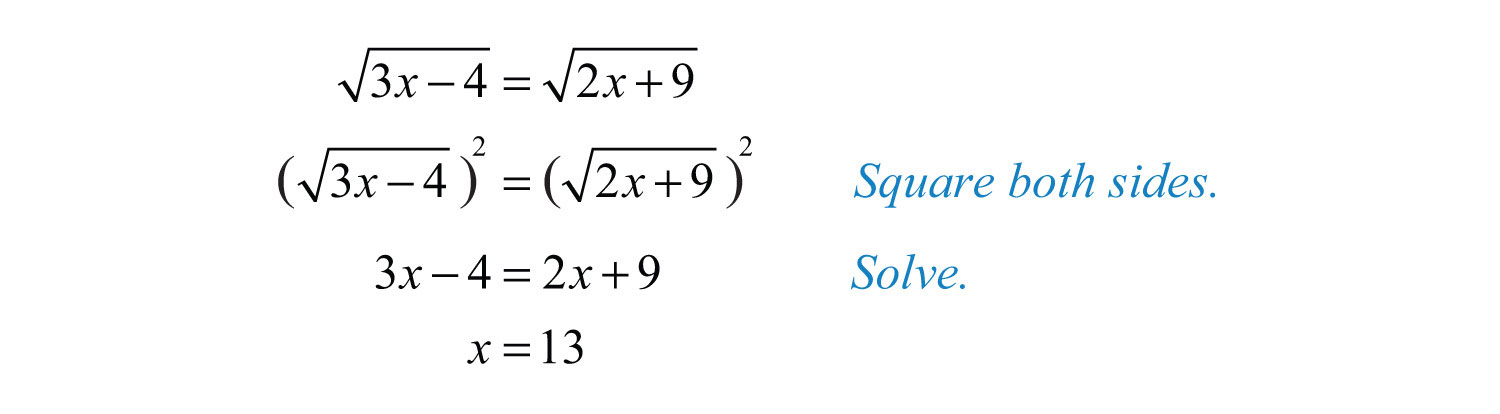 √3x − 4 = √2x + 9
(√3x − 4)² = (√2x + 9)² Square both sides.
3x − 4 = 2x + 9 Solve.
x = 13